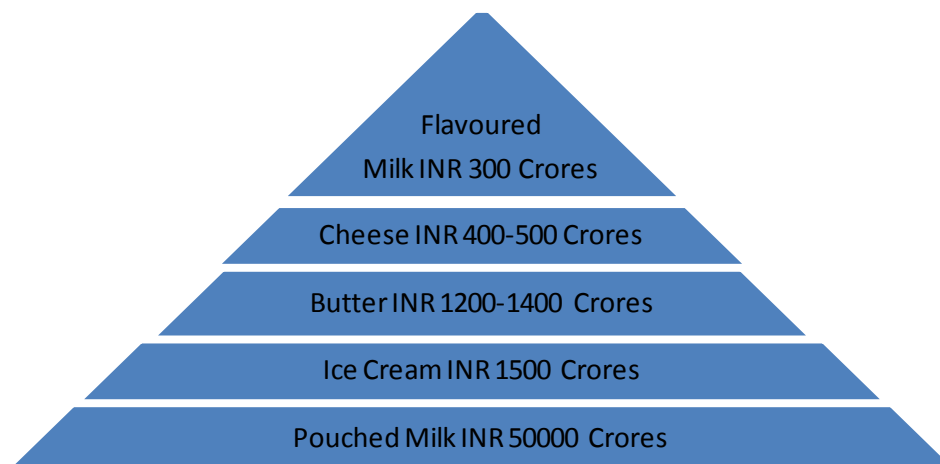 Flavoured
Milk INR 300 Crores
Cheese INR 400-500 Crores
Butter INR 1200-1400 Crores
Ice Cream INR 1500 Crores
Pouched Milk INR 50000 Crores